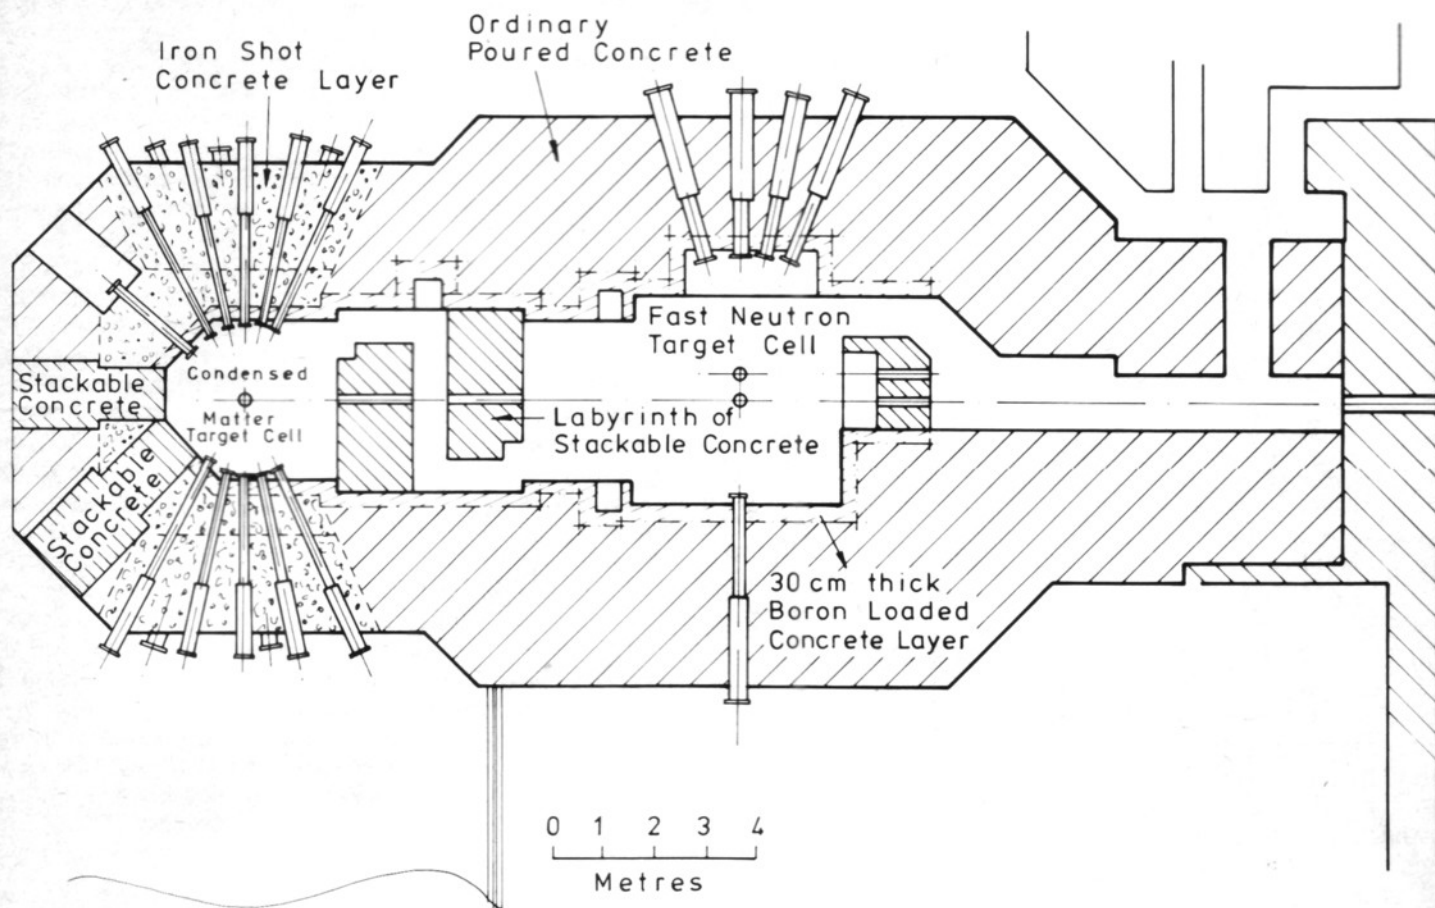 Iron Shot
Concrete Layer
Ordinary
Poured Concrete
Fast Neutron
Target Cell
Condensed
Matter
Target Cell
Stackable
Concrete
Labyrinth of
Stackable Concrete
Stackable
Concrete
30 cm thick
Boron Loaded
Concrete Layer
0 1 2 3 4
Metres